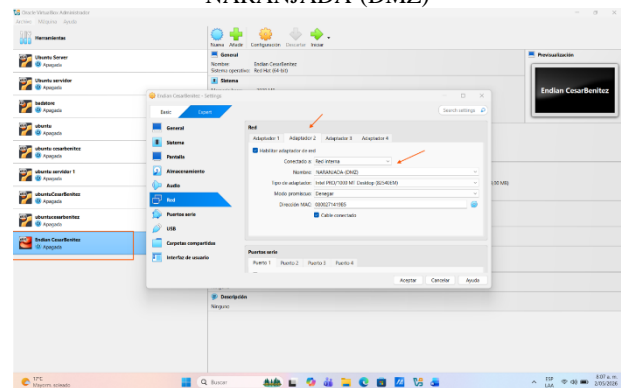 NARANJADA (DMZ)
Oracle VirtualBox Administrador
Archivo Máquina Ayuda
Herramientas
Nueva Añadir Configuración Descartar Iniciar
Ubuntu Server
Apagada
Ubuntu servidor
Apagada
badstore
Apagada
ubuntu
Apagada
ubuntu cesarbenitez
Apagada
ubuntu servidor 1
Apagada
ubuntuCesarBenitez
Apagada
ubuntucesarbenitez
Apagada
Endian CesarBenitez
Apagada
General
Nombre: Endian CesarBenitez
Sistema operativo: Red Hat (64-bit)
Sistema
Previsualización
Endian CesarBenitez
Endian CesarBenitez - Settings
Basic Expert
Search settings
General
Sistema
Pantalla
Almacenamiento
Audio
Red
Puertos serie
USB
Carpetas compartidas
Interfaz de usuario
Red
Adaptador 1 Adaptador 2 Adaptador 3 Adaptador 4
Habilitar adaptador de red
Conectado a: Red interna
Nombre: NARANJADA (DMZ)
Tipo de adaptador: Intel PRO/1000 MT Desktop (82540EM)
Modo promiscuo: Denegar
Dirección MAC: 080027141985
Cable conectado
Puertos serie
Puerto 1 Puerto 2 Puerto 3 Puerto 4
Aceptar Cancelar Ayuda
Descripción
Ninguno
17°C
Mayorm. soleado
Buscar
ESP
LAA
8:07 a. m.
2/05/2026